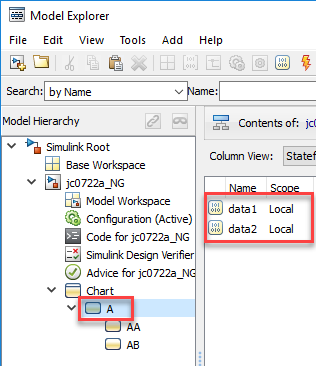 Model Explorer
File Edit View Tools Add Help
Search: by Name Name:
Model Hierarchy
Contents of: jc
Column View: Statef
Simulink Root
Base Workspace
jc0722a_NG
Model Workspace
Configuration (Active)
Code for jc0722a_NG
Simulink Design Verifier
Advice for jc0722a_NG
Chart
A
AA
AB
Name Scope
data1 Local
data2 Local